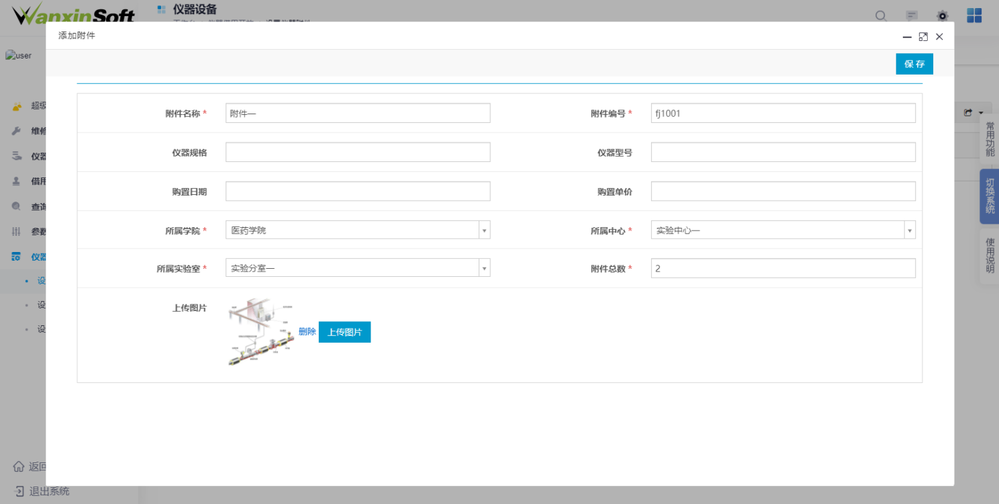 WanxinSoft
仪器设备
user
添加附件
保 存
附件名称 * 附件一
附件编号 * fj1001
仪器规格
仪器型号
购置日期
购置单价
所属学院 * 医药学院
所属中心 * 实验中心一
所属实验室 * 实验分室一
附件总数 * 2
上传图片
删除 上传图片
超级
维修
仪器
借用
查询
参数
仪器
设
设
设
返回
退出系统
常用功能
切换系统
使用说明